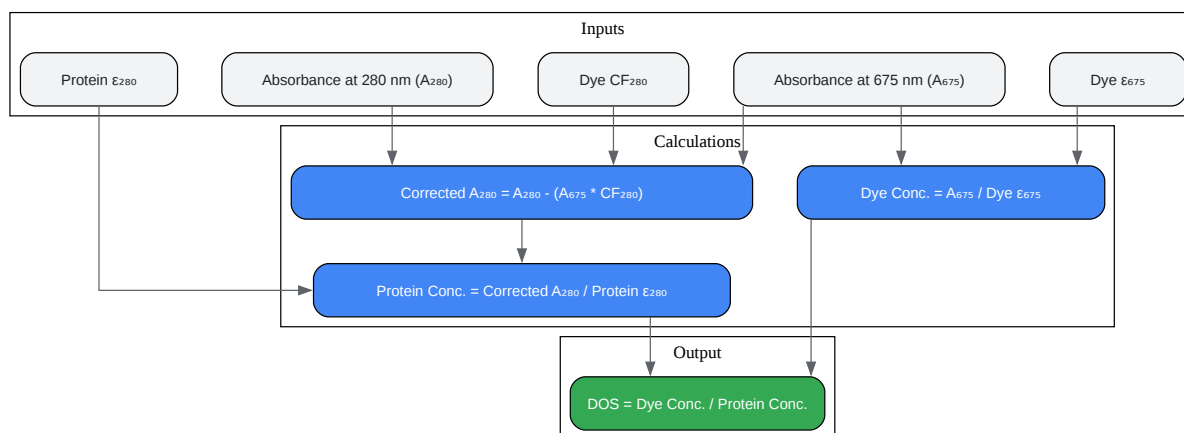 Inputs
Protein ε₂₈₀
Absorbance at 280 nm (A₂₈₀)
Dye CF₂₈₀
Absorbance at 675 nm (A₆₇₅)
Dye ε₆₇₅
Calculations
Corrected A₂₈₀ = A₂₈₀ - (A₆₇₅ * CF₂₈₀)
Dye Conc. = A₆₇₅ / Dye ε₆₇₅
Protein Conc. = Corrected A₂₈₀ / Protein ε₂₈₀
Output
DOS = Dye Conc. / Protein Conc.